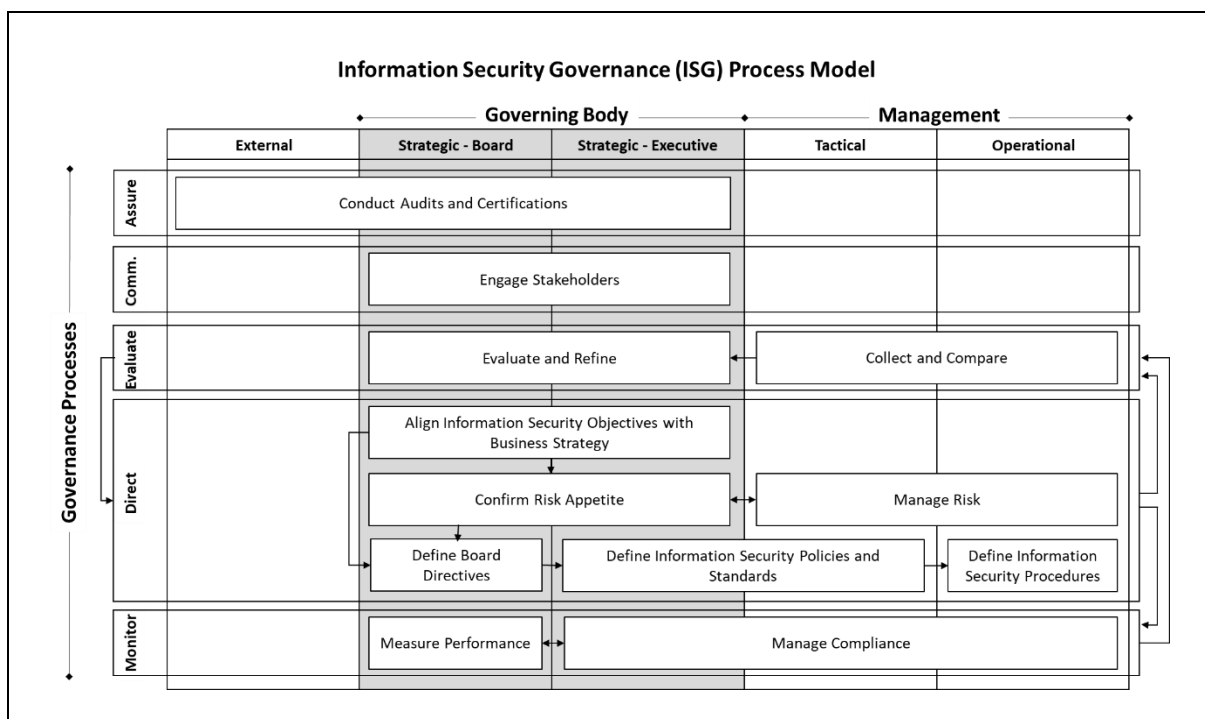 Information Security Governance (ISG) Process Model
Governing Body
Management
External
Strategic - Board
Strategic - Executive
Tactical
Operational
Governance Processes
Assure
Conduct Audits and Certifications
Comm.
Engage Stakeholders
Evaluate
Evaluate and Refine
Collect and Compare
Direct
Align Information Security Objectives with
Business Strategy
Confirm Risk Appetite
Manage Risk
Define Board
Directives
Define Information Security Policies and
Standards
Define Information
Security Procedures
Monitor
Measure Performance
Manage Compliance